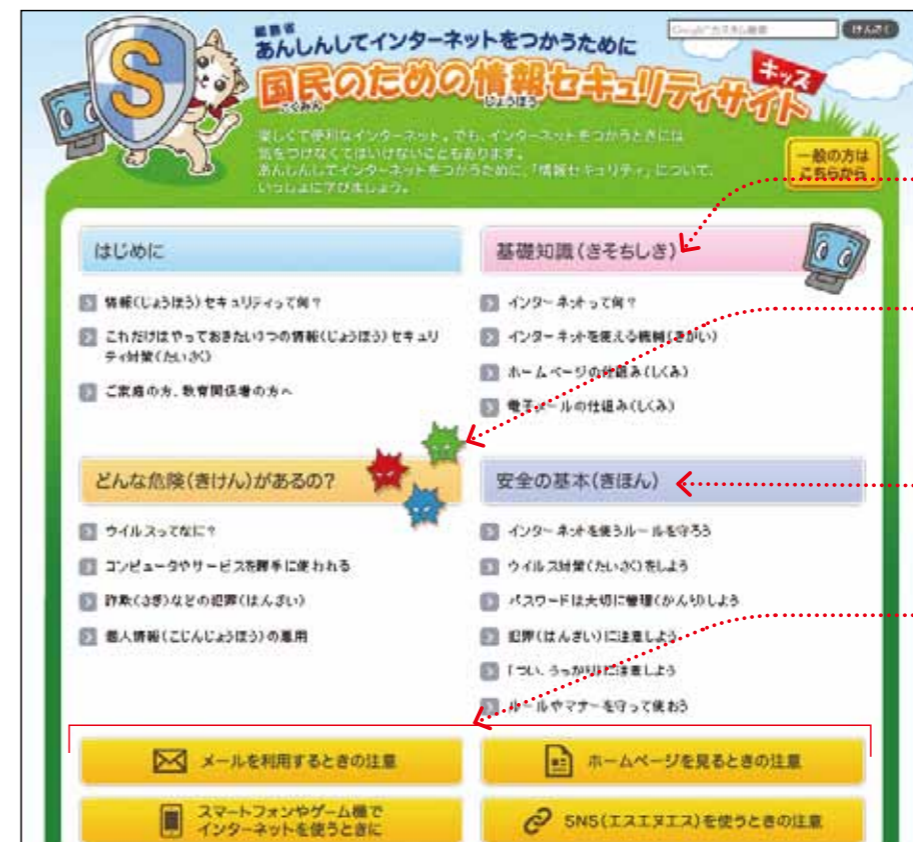 総務省
あんしんしてインターネットをつかうために
国民のための情報セキュリティサイト
こくみん じょうほう
キッズ
けんさく
楽しくて便利なインターネット。でも、インターネットをつかうときには
気をつけなくてはいけないこともあります。
あんしんしてインターネットをつかうために、「情報セキュリティ」について、
いっしょに学びましょう。
一般の方は
こちらから
S
はじめに
情報(じょうほう)セキュリティって何?
これだけはやっておきたい3つの情報(じょうほう)セキュリ
ティ対策(たいさく)
ご家庭の方、教育関係者の方へ
基礎知識(きそちしき)
インターネットって何?
インターネットを使える機械(きかい)
ホームページの仕組み(しくみ)
電子メールの仕組み(しくみ)
どんな危険(きけん)があるの?
ウイルスってなに?
コンピュータやサービスを勝手に使われる
詐欺(さぎ)などの犯罪(はんざい)
個人情報(こじんじょうほう)の悪用
安全の基本(きほん)
インターネットを使うルールを守ろう
ウイルス対策(たいさく)をしよう
パスワードは大切に管理(かんり)しよう
犯罪(はんざい)に注意しよう
「つい、うっかり」に注意しよう
ルールやマナーを守って使おう
メールを利用するときの注意
ホームページを見るときの注意
スマートフォンやゲーム機で
インターネットを使うときに
SNS(エスエヌエス)を使うときの注意